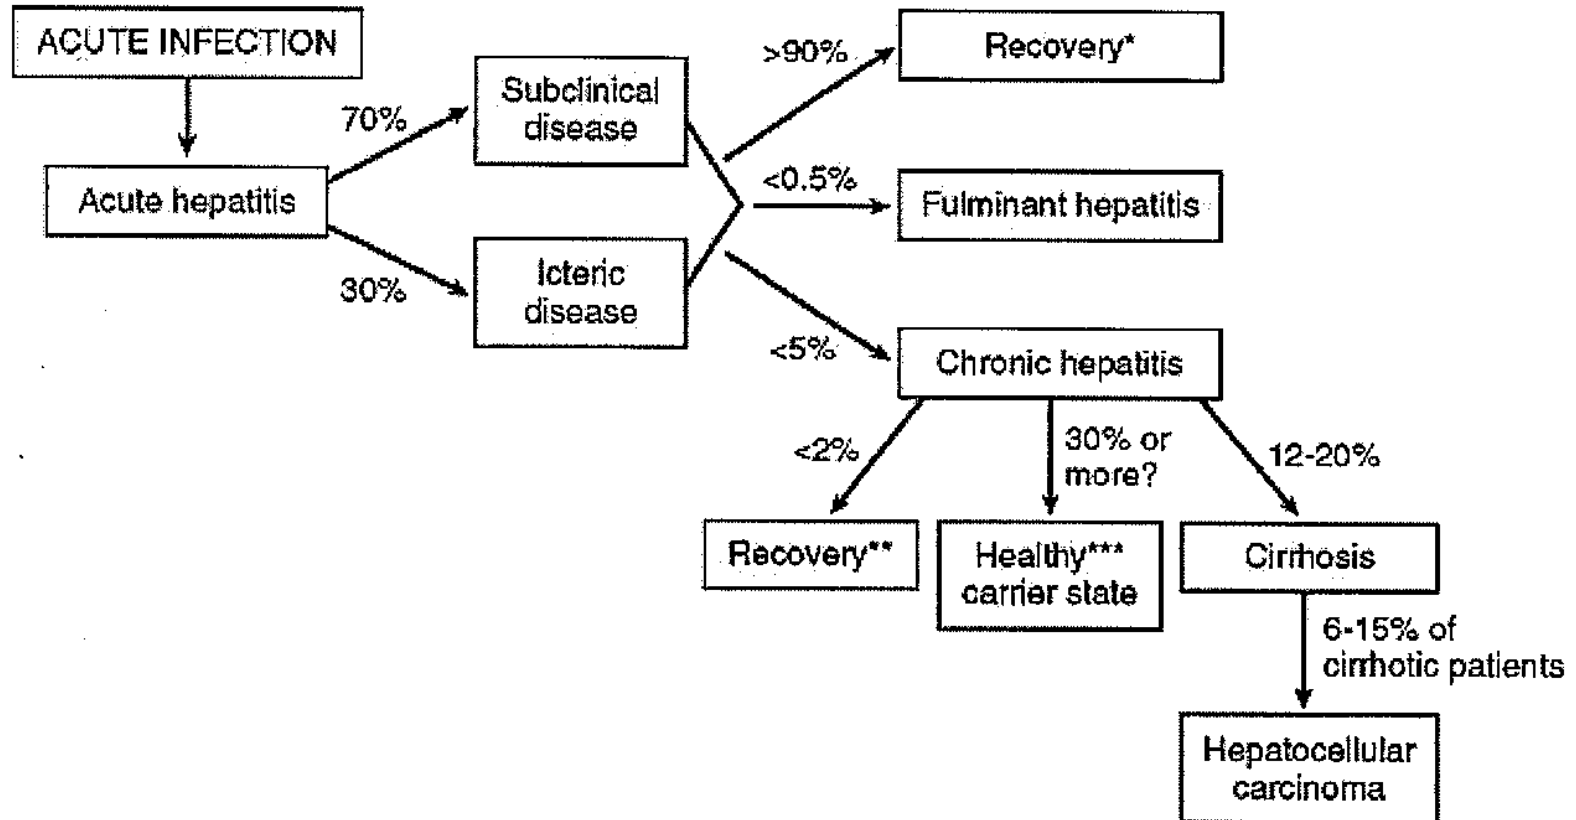 ACUTE INFECTION
Acute hepatitis
70%
30%
Subclinical
disease
Icteric
disease
>90%
<0.5%
<5%
Recovery*
Fulminant hepatitis
Chronic hepatitis
<2%
30% or
more?
12-20%
Recovery**
Healthy***
carrier state
Cirrhosis
6-15% of
cirrhotic patients
Hepatocellular
carcinoma